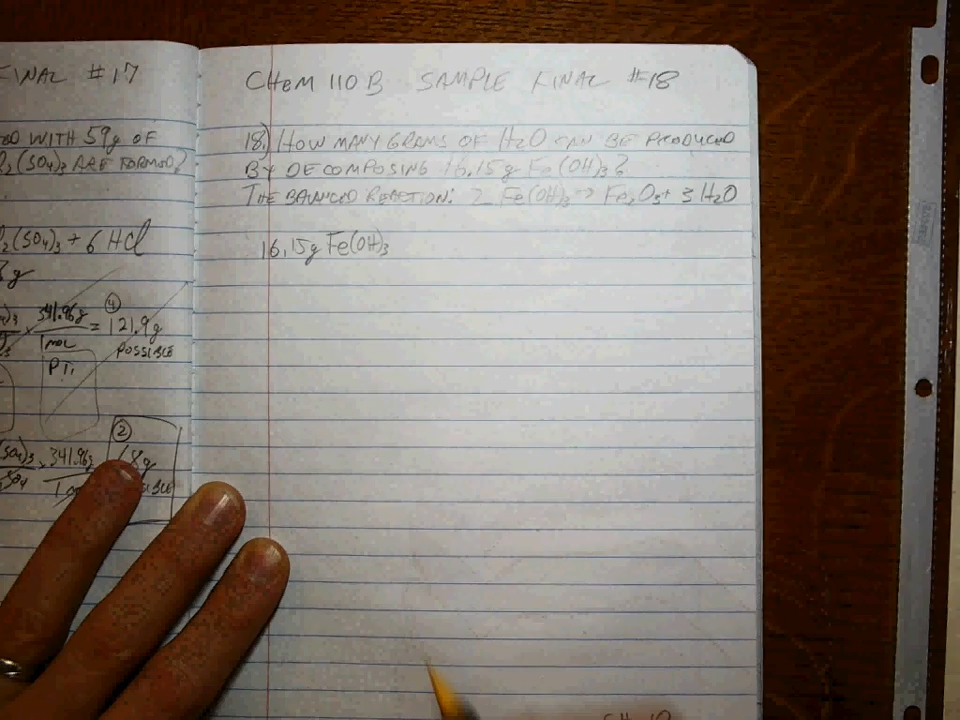 FINAL #17
WITH 59g OF
(SO4)3 ARE FORMED?
2(SO4)3 + 6 HCl
g
341.96g
④
= 121.9g
1 mol
POSSIBLE
PT.
②
341.96g
CHEM 110B SAMPLE FINAL #18
18.) HOW MANY GRAMS OF H2O CAN BE PRODUCED
BY DECOMPOSING 16.15g Fe(OH)3?
THE BALANCED REACTION: 2 Fe(OH)3 → Fe2O3 + 3 H2O
16.15g Fe(OH)3